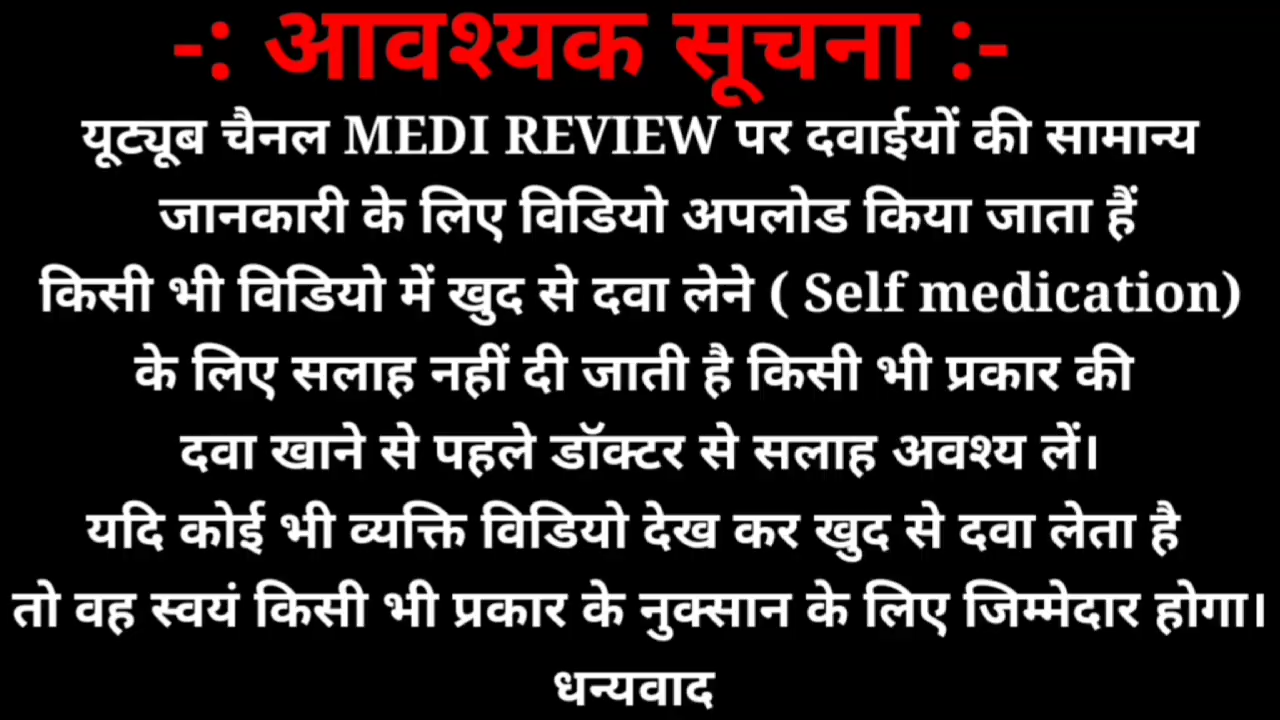 -: आवश्यक सूचना :-
यूट्यूब चैनल MEDI REVIEW पर दवाईयों की सामान्य
जानकारी के लिए विडियो अपलोड किया जाता हैं
किसी भी विडियो में खुद से दवा लेने ( Self medication)
के लिए सलाह नहीं दी जाती है किसी भी प्रकार की
दवा खाने से पहले डॉक्टर से सलाह अवश्य लें।
यदि कोई भी व्यक्ति विडियो देख कर खुद से दवा लेता है
तो वह स्वयं किसी भी प्रकार के नुक्सान के लिए जिम्मेदार होगा।
धन्यवाद